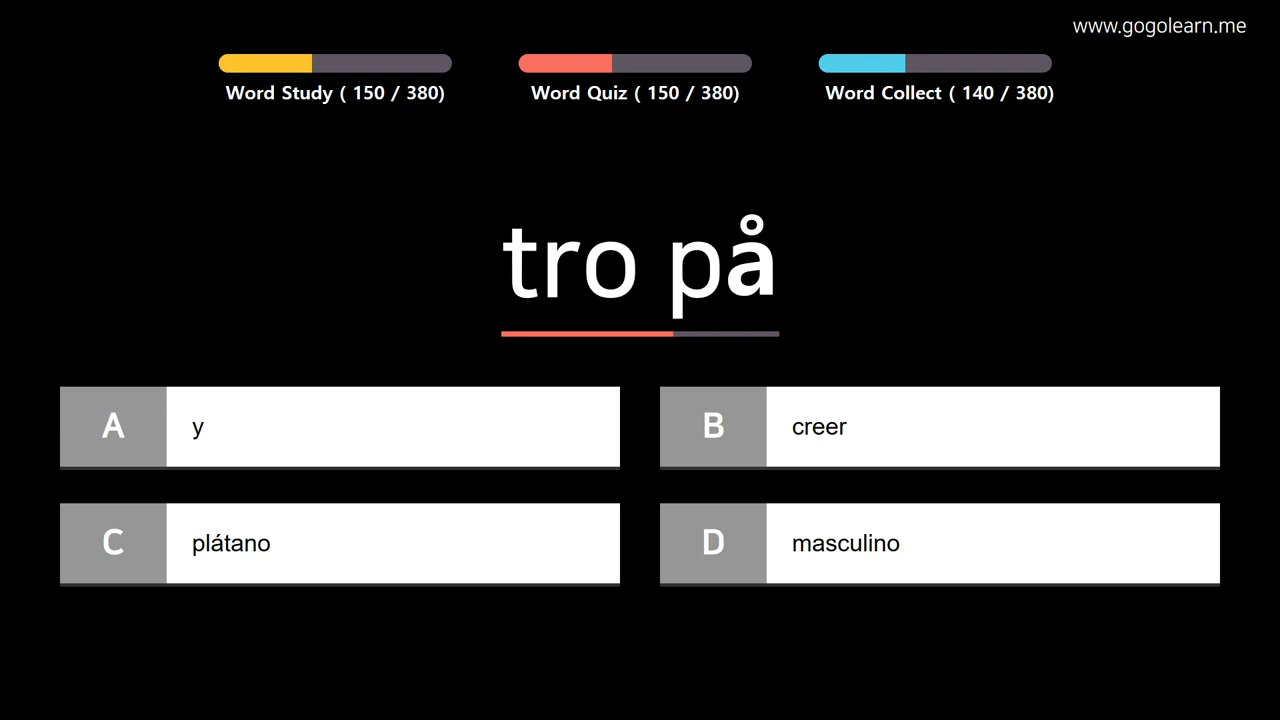 www.gogolearn.me
Word Study ( 150 / 380)
Word Quiz ( 150 / 380)
Word Collect ( 140 / 380)
tro på
A y
B creer
C plátano
D masculino